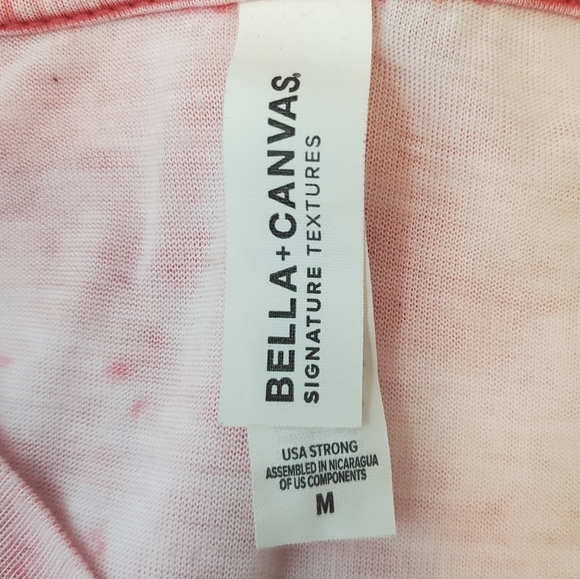 BELLA+CANVAS.
SIGNATURE TEXTURES
USA STRONG
ASSEMBLED IN NICARAGUA
OF US COMPONENTS
M